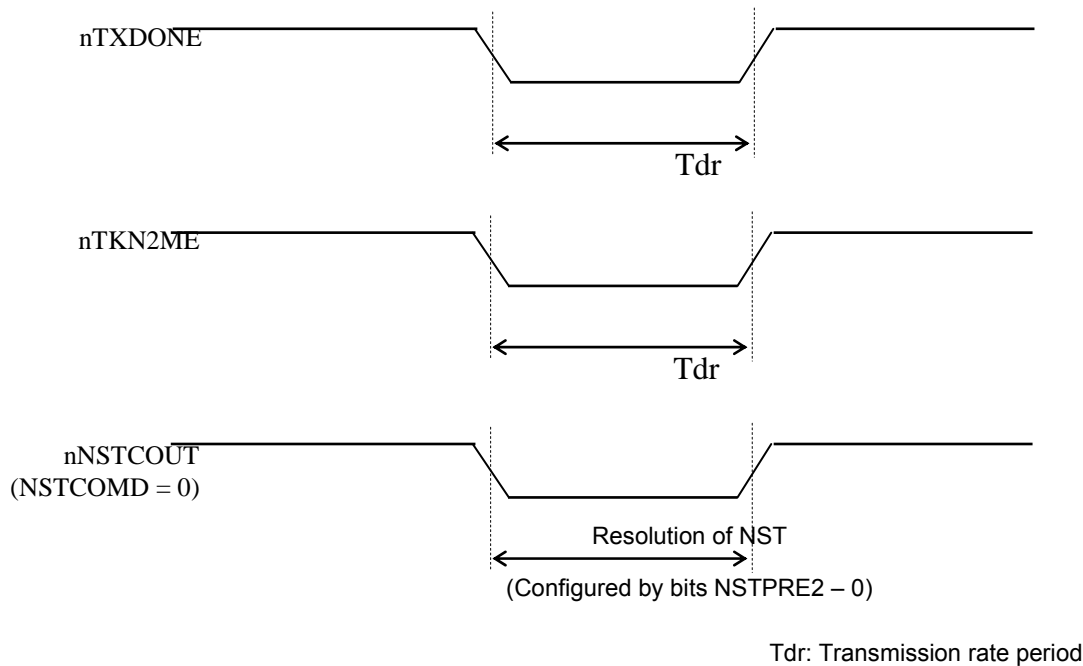 nTXDONE
Tdr
nTKN2ME
Tdr
nNSTCOUT
(NSTCOMD = 0)
Resolution of NST
(Configured by bits NSTPRE2 – 0)
Tdr: Transmission rate period